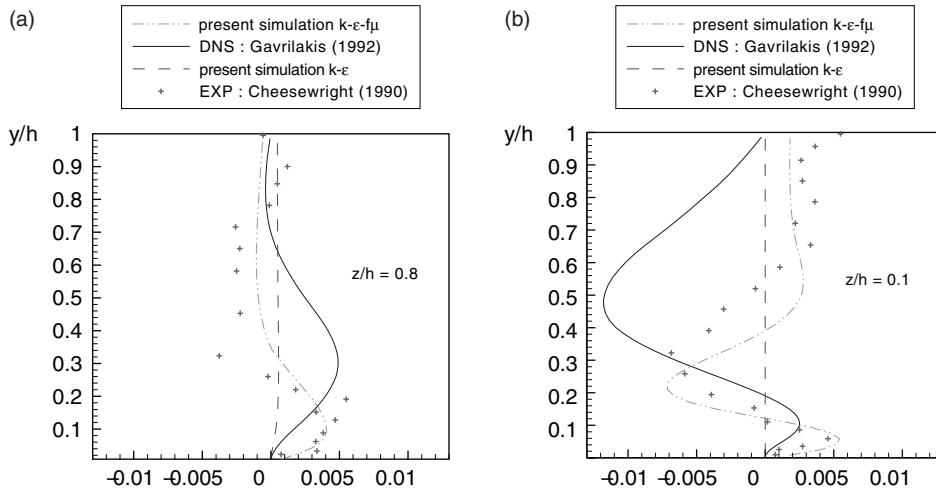 (a)
present simulation k-ε-fμ
DNS : Gavrilakis (1992)
present simulation k-ε
EXP : Cheesewright (1990)
y/h
1
0.9
0.8
0.7
0.6
0.5
0.4
0.3
0.2
0.1
z/h = 0.8
−0.01 −0.005 0 0.005 0.01
(b)
present simulation k-ε-fμ
DNS : Gavrilakis (1992)
present simulation k-ε
EXP : Cheesewright (1990)
y/h
1
0.9
0.8
0.7
0.6
0.5
0.4
0.3
0.2
0.1
z/h = 0.1
−0.01 −0.005 0 0.005 0.01